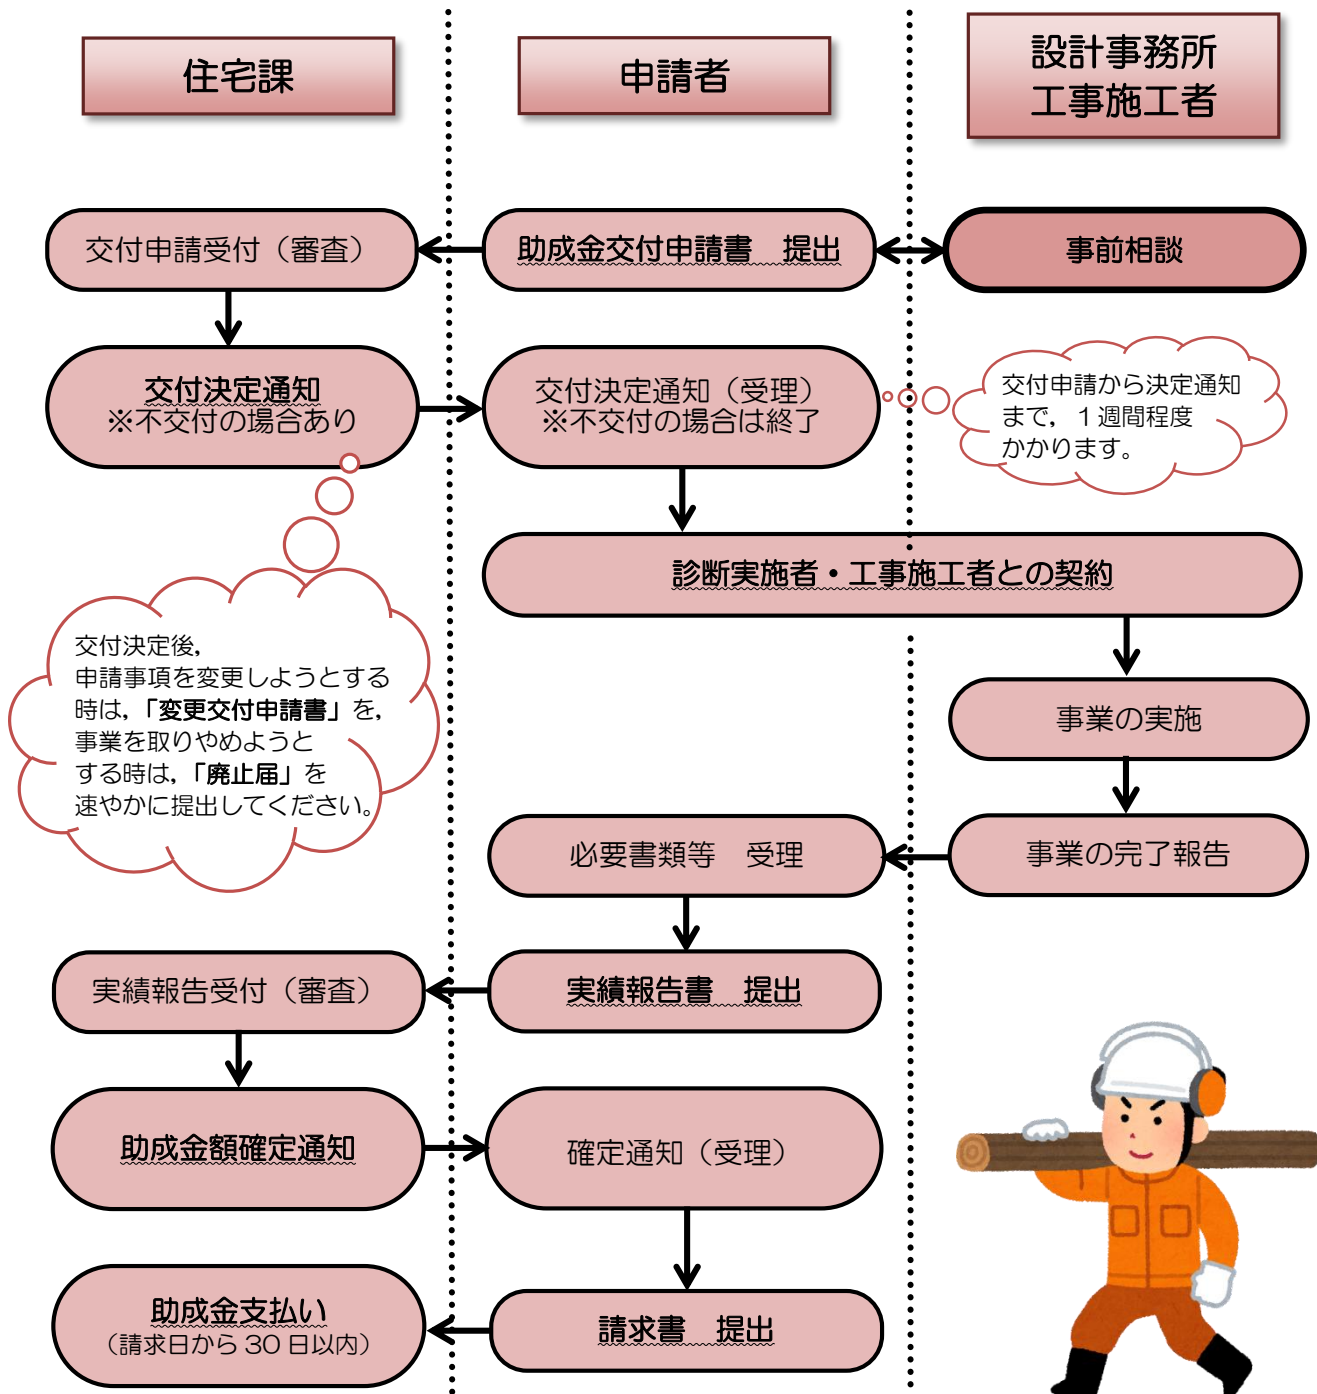 住宅課
申請者
設計事務所
工事施工者
交付申請受付（審査）
助成金交付申請書　提出
事前相談
交付決定通知
※不交付の場合あり
交付決定通知（受理）
※不交付の場合は終了
交付申請から決定通知
まで，１週間程度
かかります。
診断実施者・工事施工者との契約
交付決定後，
申請事項を変更しようとする
時は，「変更交付申請書」を，
事業を取りやめようと
する時は，「廃止届」を
速やかに提出してください。
事業の実施
必要書類等　受理
事業の完了報告
実績報告受付（審査）
実績報告書　提出
助成金額確定通知
確定通知（受理）
助成金支払い
（請求日から 30 日以内）
請求書　提出